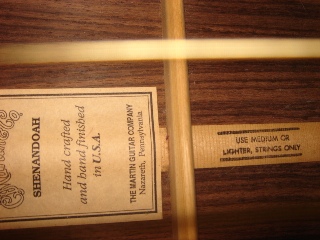 SHENANDOAH
Hand crafted
and hand finished
in U.S.A.
THE MARTIN GUITAR COMPANY
Nazareth, Pennsylvania
USE MEDIUM OR
LIGHTER, STRINGS ONLY